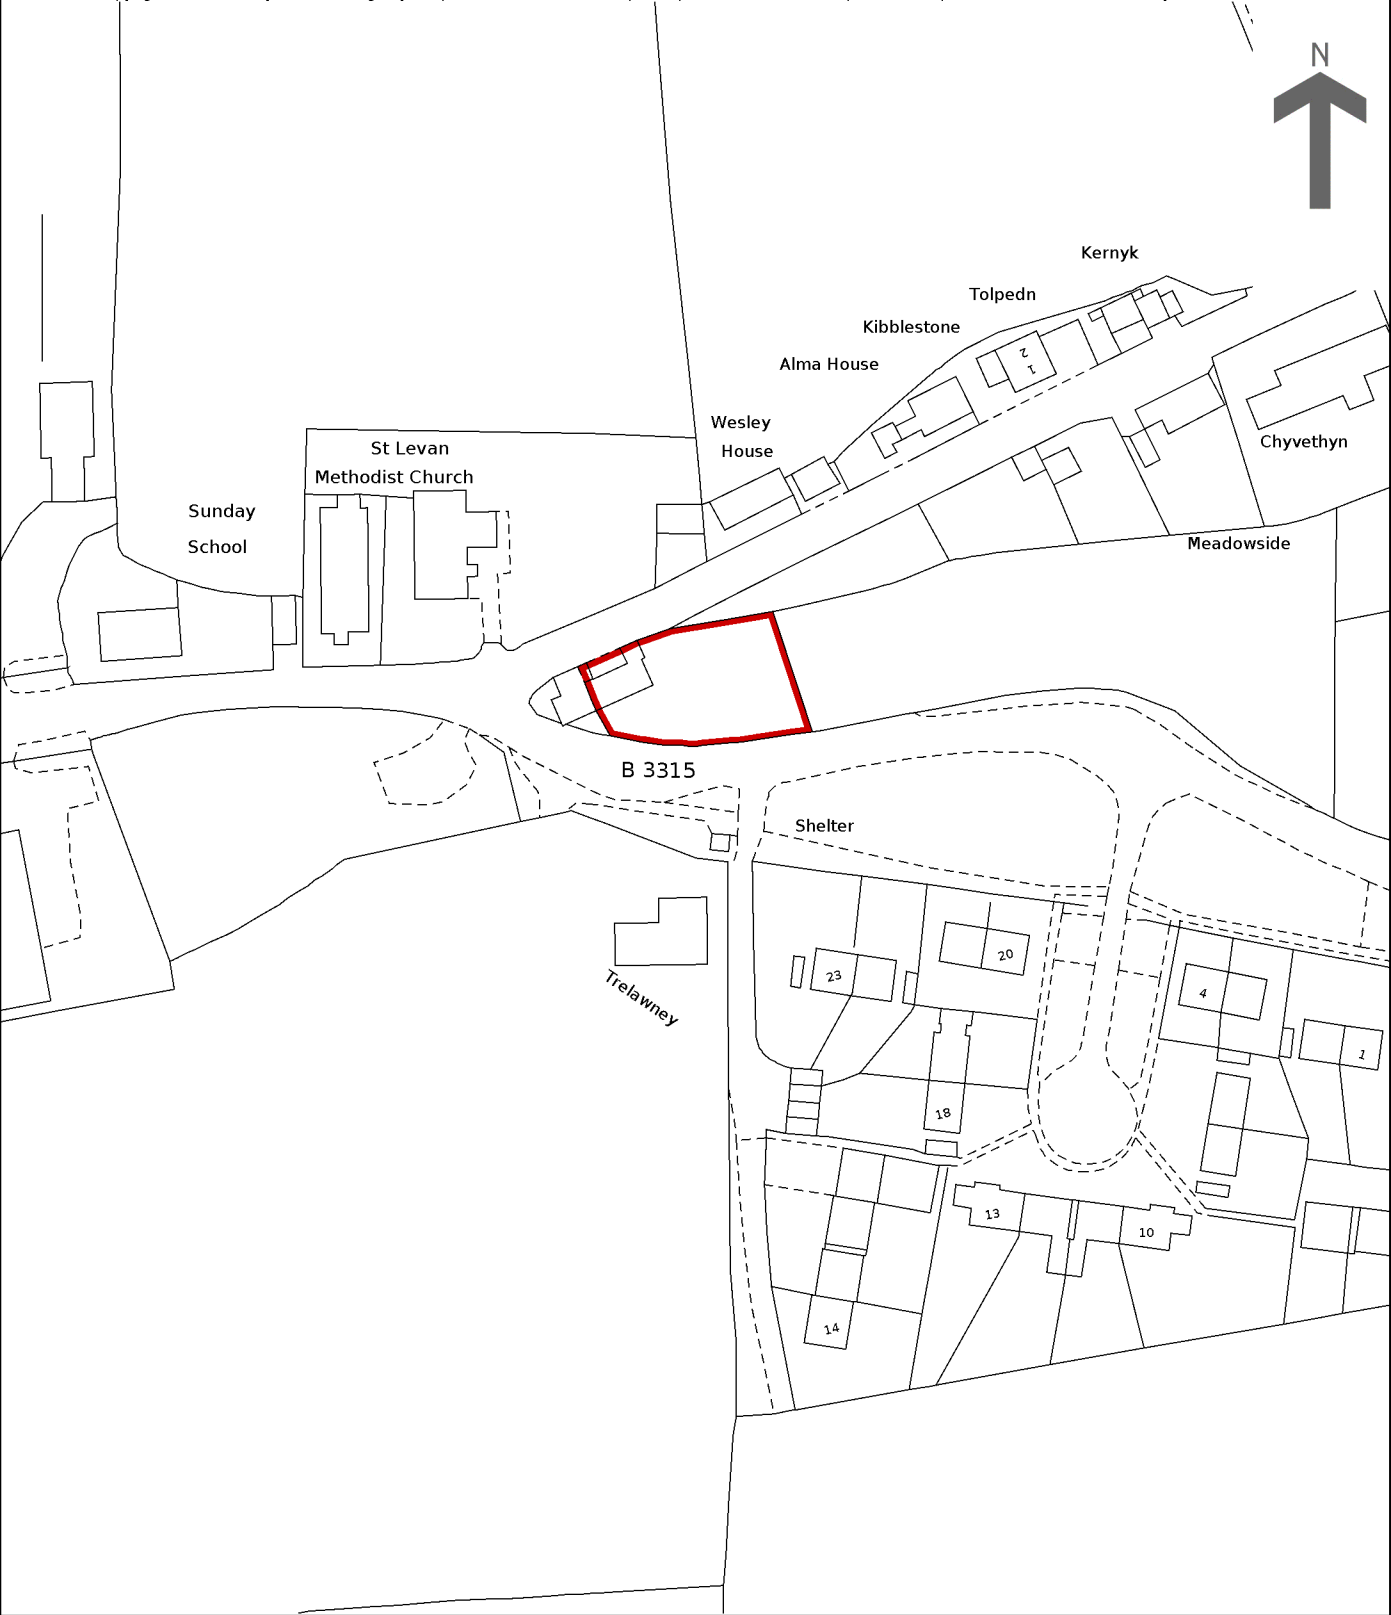 N
Kernyk
Tolpedn
Kibblestone
Alma House
2
1
Wesley
House
Chyvethyn
St Levan
Methodist Church
Sunday
School
Meadowside
B 3315
Shelter
20
23
4
Trelawney
1
18
13
10
14